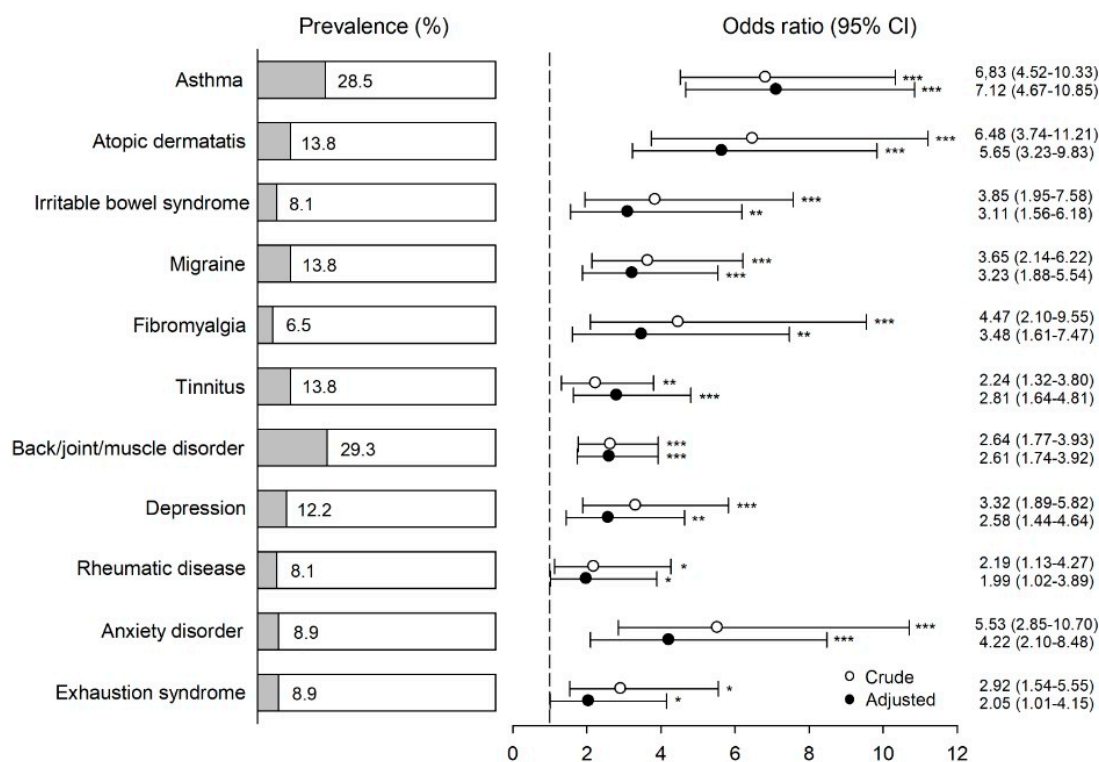 Prevalence (%) Odds ratio (95% CI)
Asthma 28.5 *** 6,83 (4.52-10.33)
*** 7.12 (4.67-10.85)
Atopic dermatatis 13.8 *** 6.48 (3.74-11.21)
*** 5.65 (3.23-9.83)
Irritable bowel syndrome 8.1 *** 3.85 (1.95-7.58)
** 3.11 (1.56-6.18)
Migraine 13.8 *** 3.65 (2.14-6.22)
*** 3.23 (1.88-5.54)
Fibromyalgia 6.5 *** 4.47 (2.10-9.55)
** 3.48 (1.61-7.47)
Tinnitus 13.8 ** 2.24 (1.32-3.80)
*** 2.81 (1.64-4.81)
Back/joint/muscle disorder 29.3 *** 2.64 (1.77-3.93)
*** 2.61 (1.74-3.92)
Depression 12.2 *** 3.32 (1.89-5.82)
** 2.58 (1.44-4.64)
Rheumatic disease 8.1 * 2.19 (1.13-4.27)
* 1.99 (1.02-3.89)
Anxiety disorder 8.9 *** 5.53 (2.85-10.70)
*** 4.22 (2.10-8.48)
Exhaustion syndrome 8.9 * 2.92 (1.54-5.55)
* 2.05 (1.01-4.15)
Crude
Adjusted
0 2 4 6 8 10 12